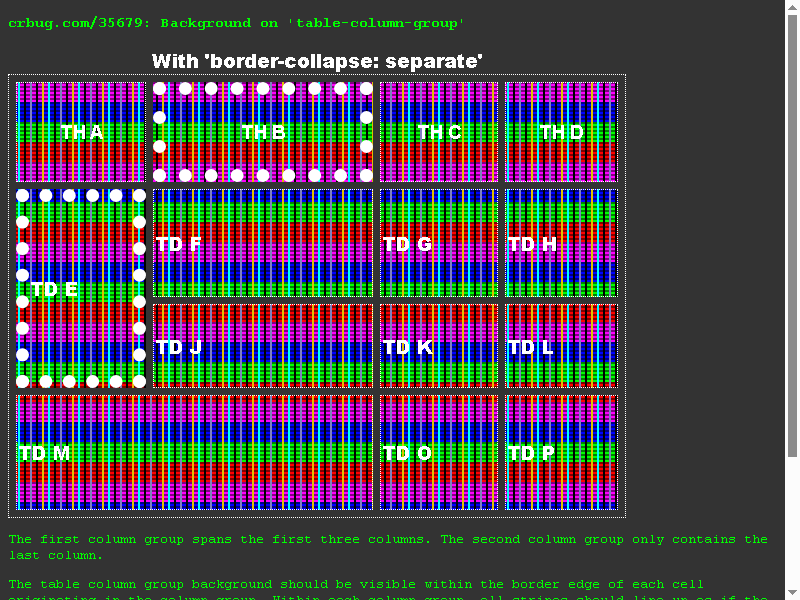 crbug.com/35679: Background on 'table-column-group'
With 'border-collapse: separate'
TH A TH B TH C TH D
TD F TD G TD H
TD E
TD J TD K TD L
TD M TD O TD P
The first column group spans the first three columns. The second column group only contains the
last column.
The table column group background should be visible within the border edge of each cell
originating in the column group. Within each column group, all stripes should line up as if the